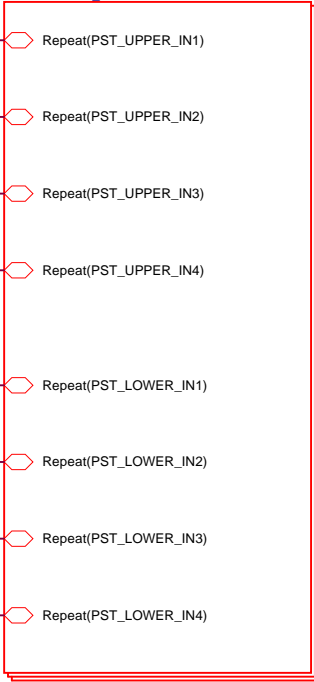 Repeat(PST_UPPER_IN1)
Repeat(PST_UPPER_IN2)
Repeat(PST_UPPER_IN3)
Repeat(PST_UPPER_IN4)
Repeat(PST_LOWER_IN1)
Repeat(PST_LOWER_IN2)
Repeat(PST_LOWER_IN3)
Repeat(PST_LOWER_IN4)